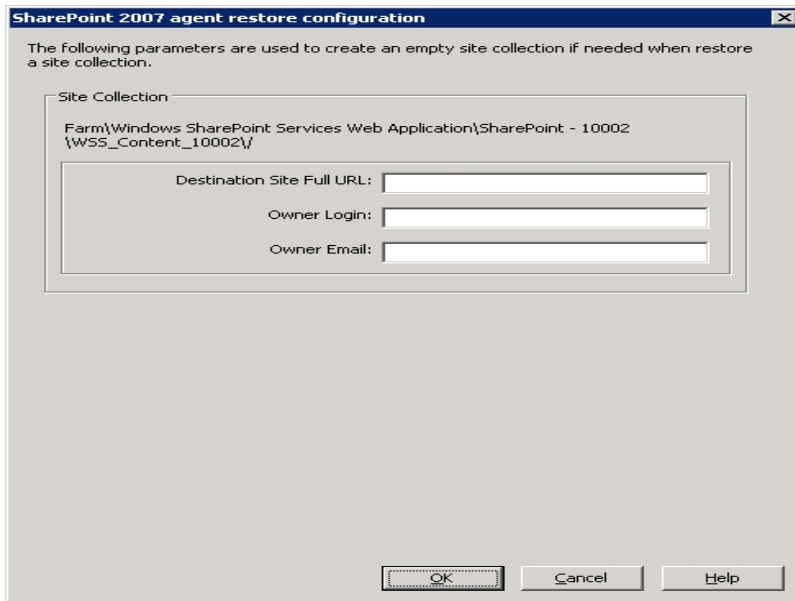 SharePoint 2007 agent restore configuration
The following parameters are used to create an empty site collection if needed when restore
a site collection.
Site Collection
Farm\Windows SharePoint Services Web Application\SharePoint - 10002
\WSS_Content_10002\/
Destination Site Full URL:
Owner Login:
Owner Email:
OK
Cancel
Help